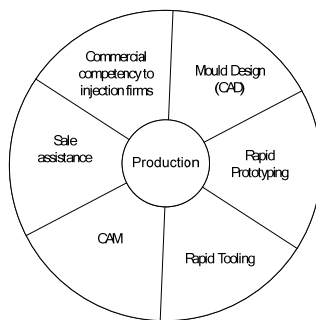 Commercial
competency to
injection firms
Mould Design
(CAD)
Sale
assistance
Production
Rapid
Prototyping
CAM
Rapid Tooling